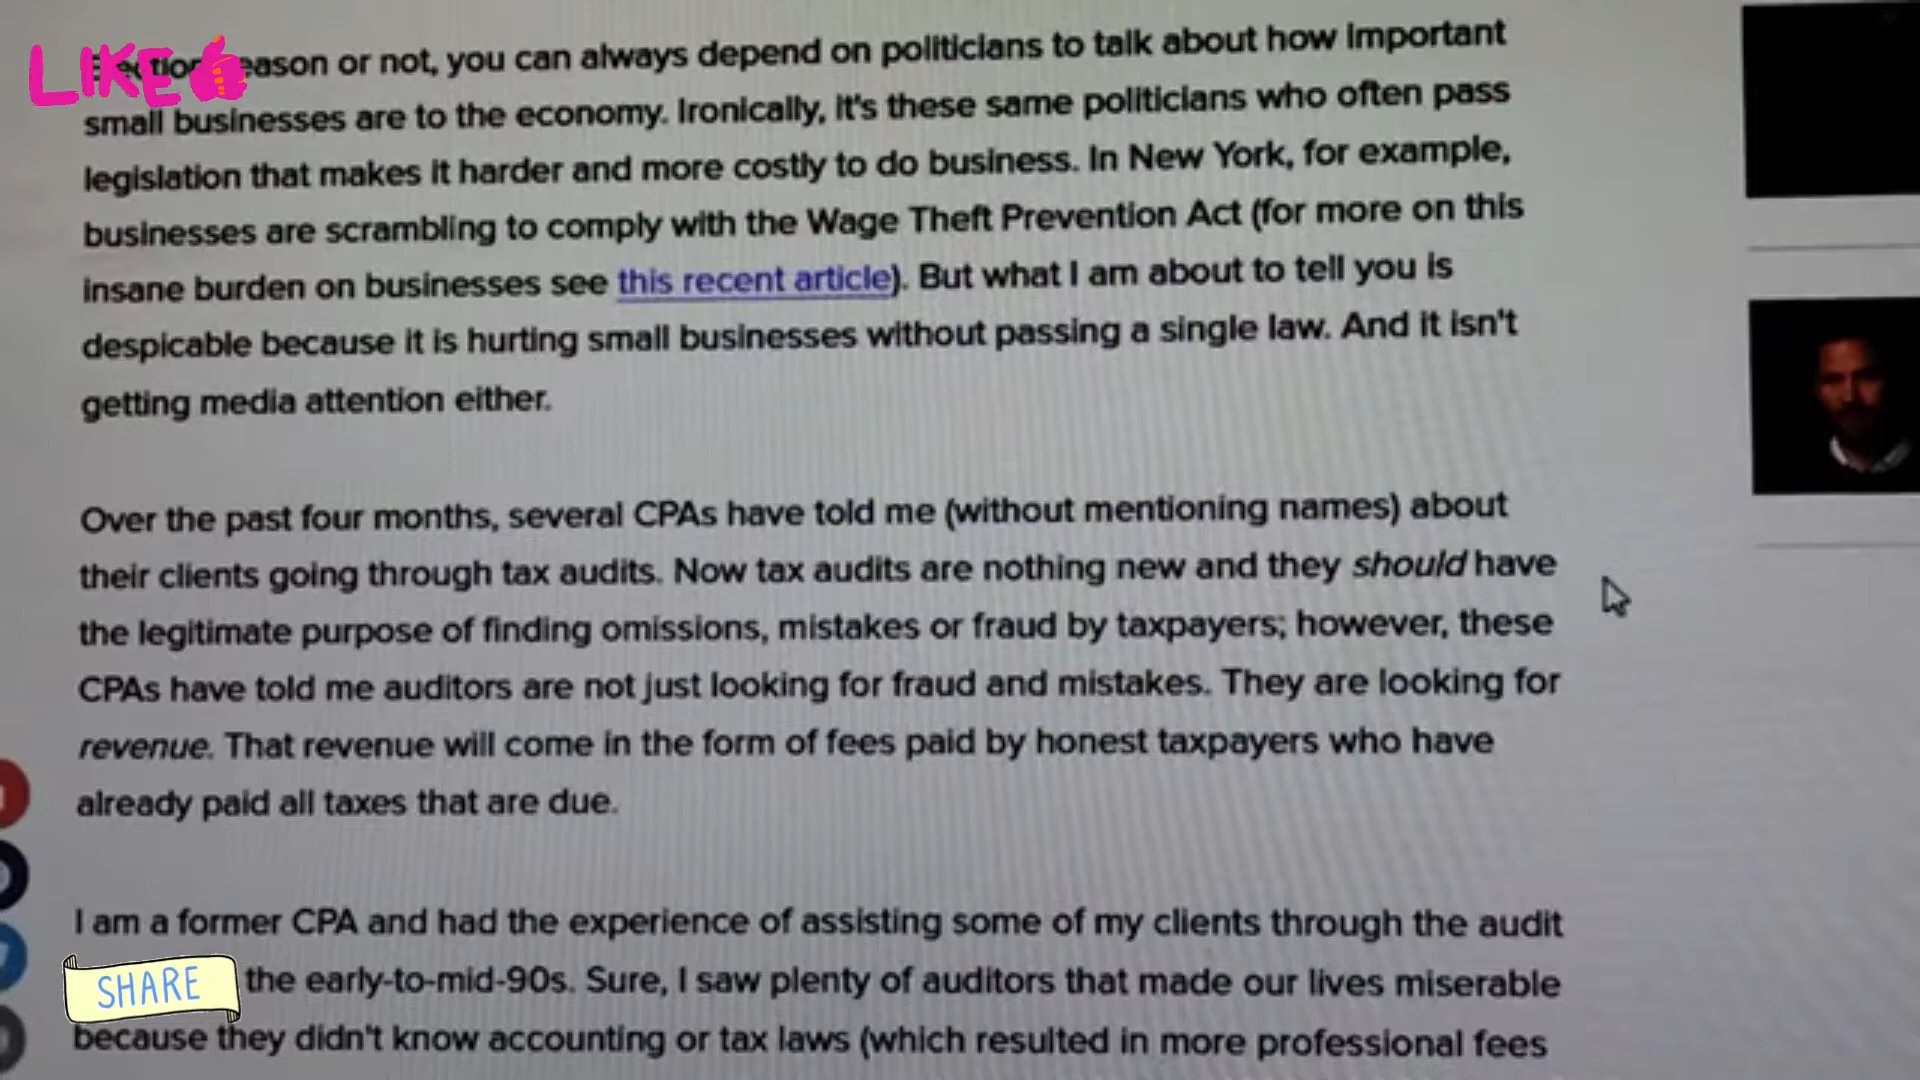 LIKE
ection eason or not, you can always depend on politicians to talk about how important
small businesses are to the economy. Ironically, it's these same politicians who often pass
legislation that makes it harder and more costly to do business. In New York, for example,
businesses are scrambling to comply with the Wage Theft Prevention Act (for more on this
insane burden on businesses see this recent article). But what I am about to tell you is
despicable because it is hurting small businesses without passing a single law. And it isn't
getting media attention either.
Over the past four months, several CPAs have told me (without mentioning names) about
their clients going through tax audits. Now tax audits are nothing new and they should have
the legitimate purpose of finding omissions, mistakes or fraud by taxpayers; however, these
CPAs have told me auditors are not just looking for fraud and mistakes. They are looking for
revenue. That revenue will come in the form of fees paid by honest taxpayers who have
already paid all taxes that are due.
I am a former CPA and had the experience of assisting some of my clients through the audit
SHARE the early-to-mid-90s. Sure, I saw plenty of auditors that made our lives miserable
because they didn't know accounting or tax laws (which resulted in more professional fees